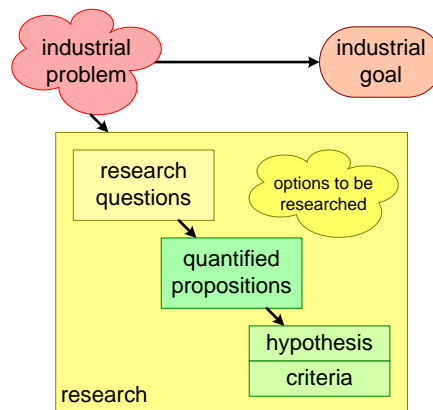 industrial
problem
industrial
goal
research
questions
options to be
researched
quantified
propositions
hypothesis
criteria
research